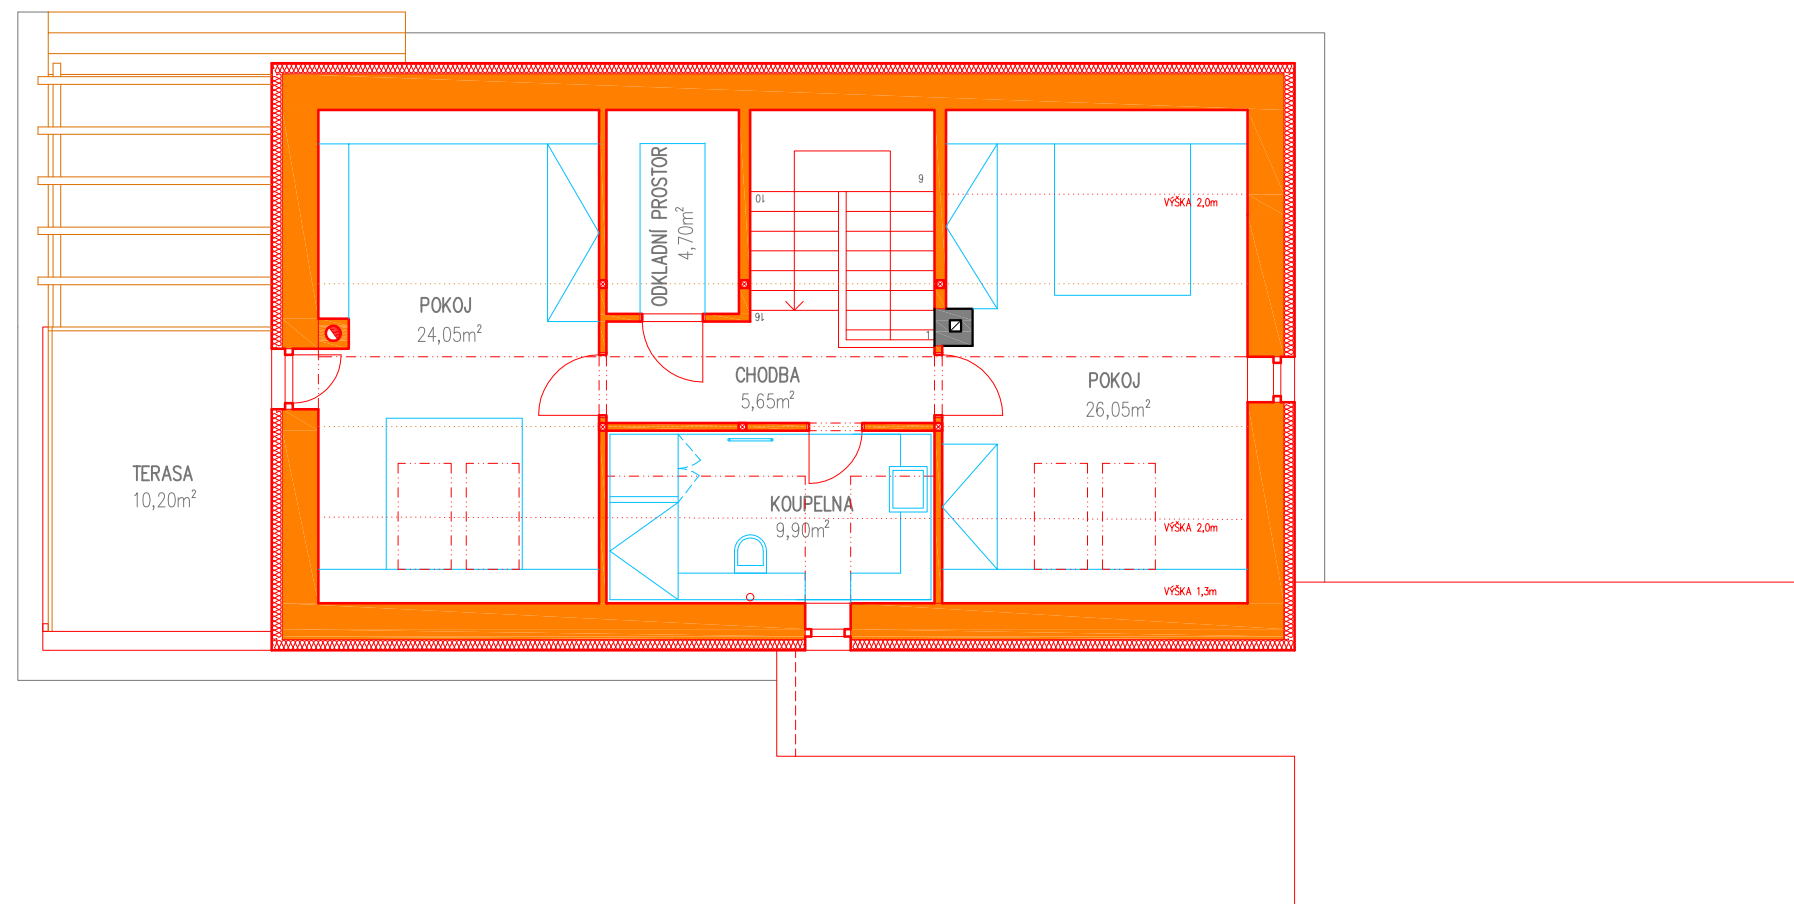 9
10
VÝŠKA 2,0m
ODKLADNÍ PROSTOR
4,70m²
POKOJ
24,05m²
16
1
CHODBA
5,65m²
POKOJ
26,05m²
TERASA
10,20m²
KOUPELNA
9,90m²
VÝŠKA 2,0m
VÝŠKA 1,3m